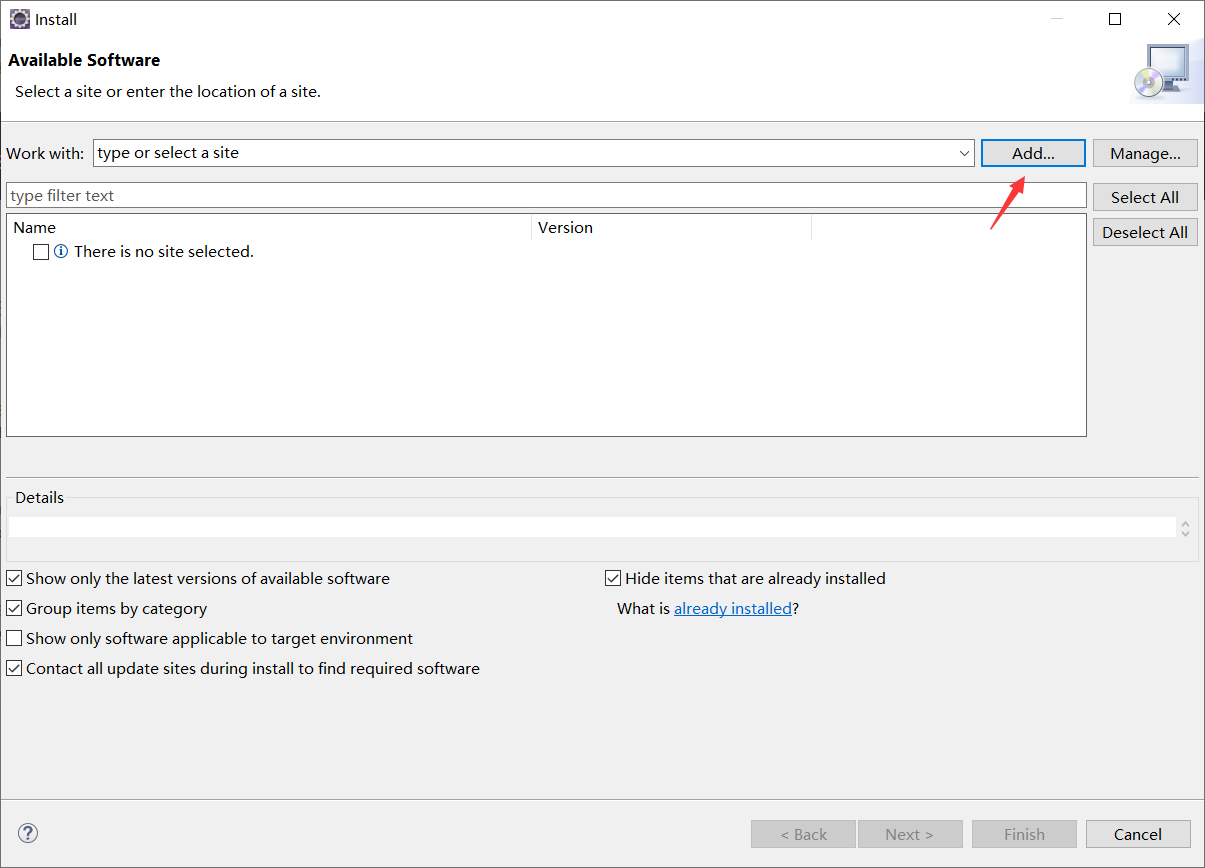 Install
Available Software
Select a site or enter the location of a site.
Work with: type or select a site Add... Manage...
type filter text Select All
Name Version Deselect All
There is no site selected.
Details
Show only the latest versions of available software Hide items that are already installed
Group items by category What is already installed?
Show only software applicable to target environment
Contact all update sites during install to find required software
? < Back Next > Finish Cancel